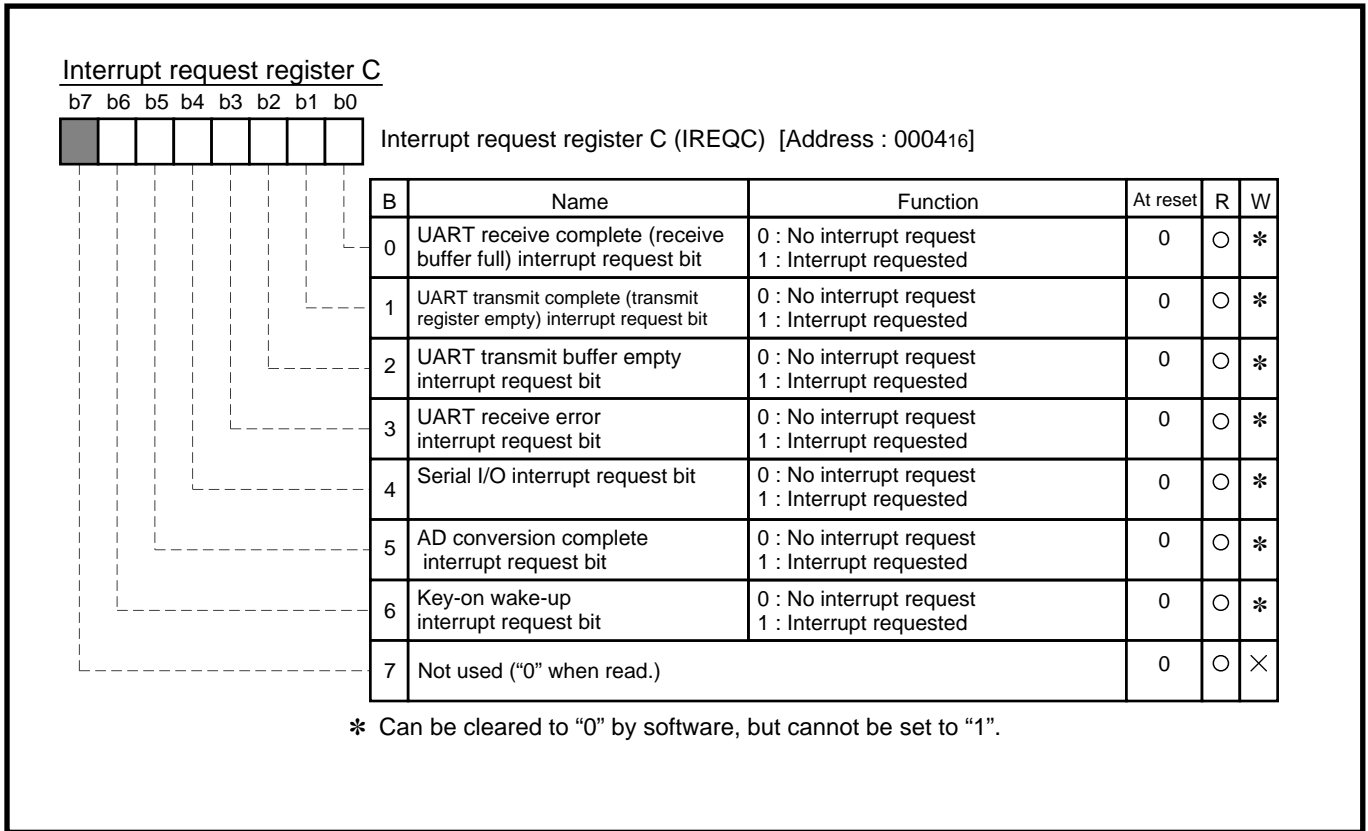 Interrupt request register C
b7 b6 b5 b4 b3 b2 b1 b0
Interrupt request register C (IREQC) [Address : 000416]
B Name Function At reset R W
0 UART receive complete (receive 0 : No interrupt request 0 ○ ✻
buffer full) interrupt request bit 1 : Interrupt requested
1 UART transmit complete (transmit 0 : No interrupt request 0 ○ ✻
register empty) interrupt request bit 1 : Interrupt requested
2 UART transmit buffer empty 0 : No interrupt request 0 ○ ✻
interrupt request bit 1 : Interrupt requested
3 UART receive error 0 : No interrupt request 0 ○ ✻
interrupt request bit 1 : Interrupt requested
4 Serial I/O interrupt request bit 0 : No interrupt request 0 ○ ✻
1 : Interrupt requested
5 AD conversion complete 0 : No interrupt request 0 ○ ✻
interrupt request bit 1 : Interrupt requested
6 Key-on wake-up 0 : No interrupt request 0 ○ ✻
interrupt request bit 1 : Interrupt requested
7 Not used (“0” when read.) 0 ○ ×
✻ Can be cleared to “0” by software, but cannot be set to “1”.